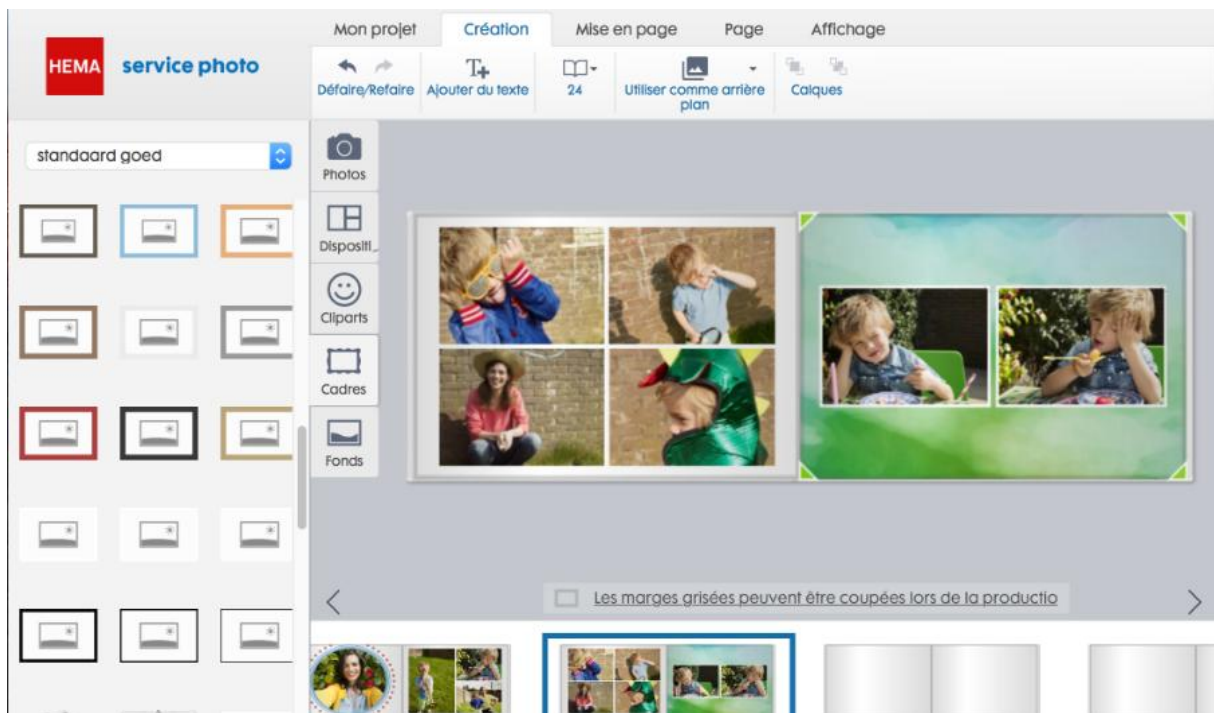 HEMA service photo
Mon projet Création Mise en page Page Affichage
Défaire/Refaire Ajouter du texte 24 Utiliser comme arrière plan Calques
standaard goed
Photos
Dispositi...
Cliparts
Cadres
Fonds
Les marges grisées peuvent être coupées lors de la productio